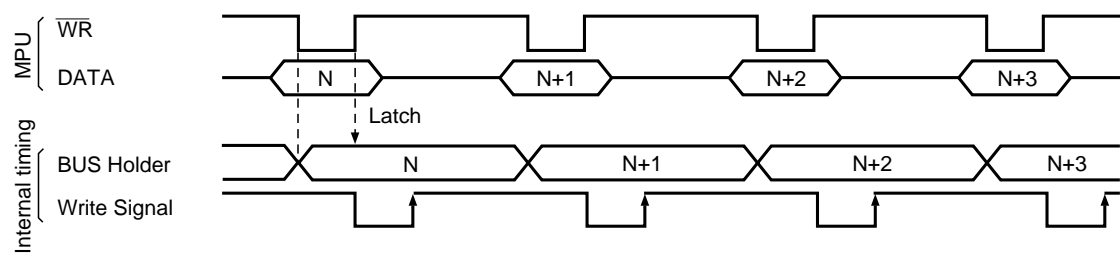 MPU
WR
DATA
N
N+1
N+2
N+3
Latch
Internal timing
BUS Holder
N
N+1
N+2
N+3
Write Signal